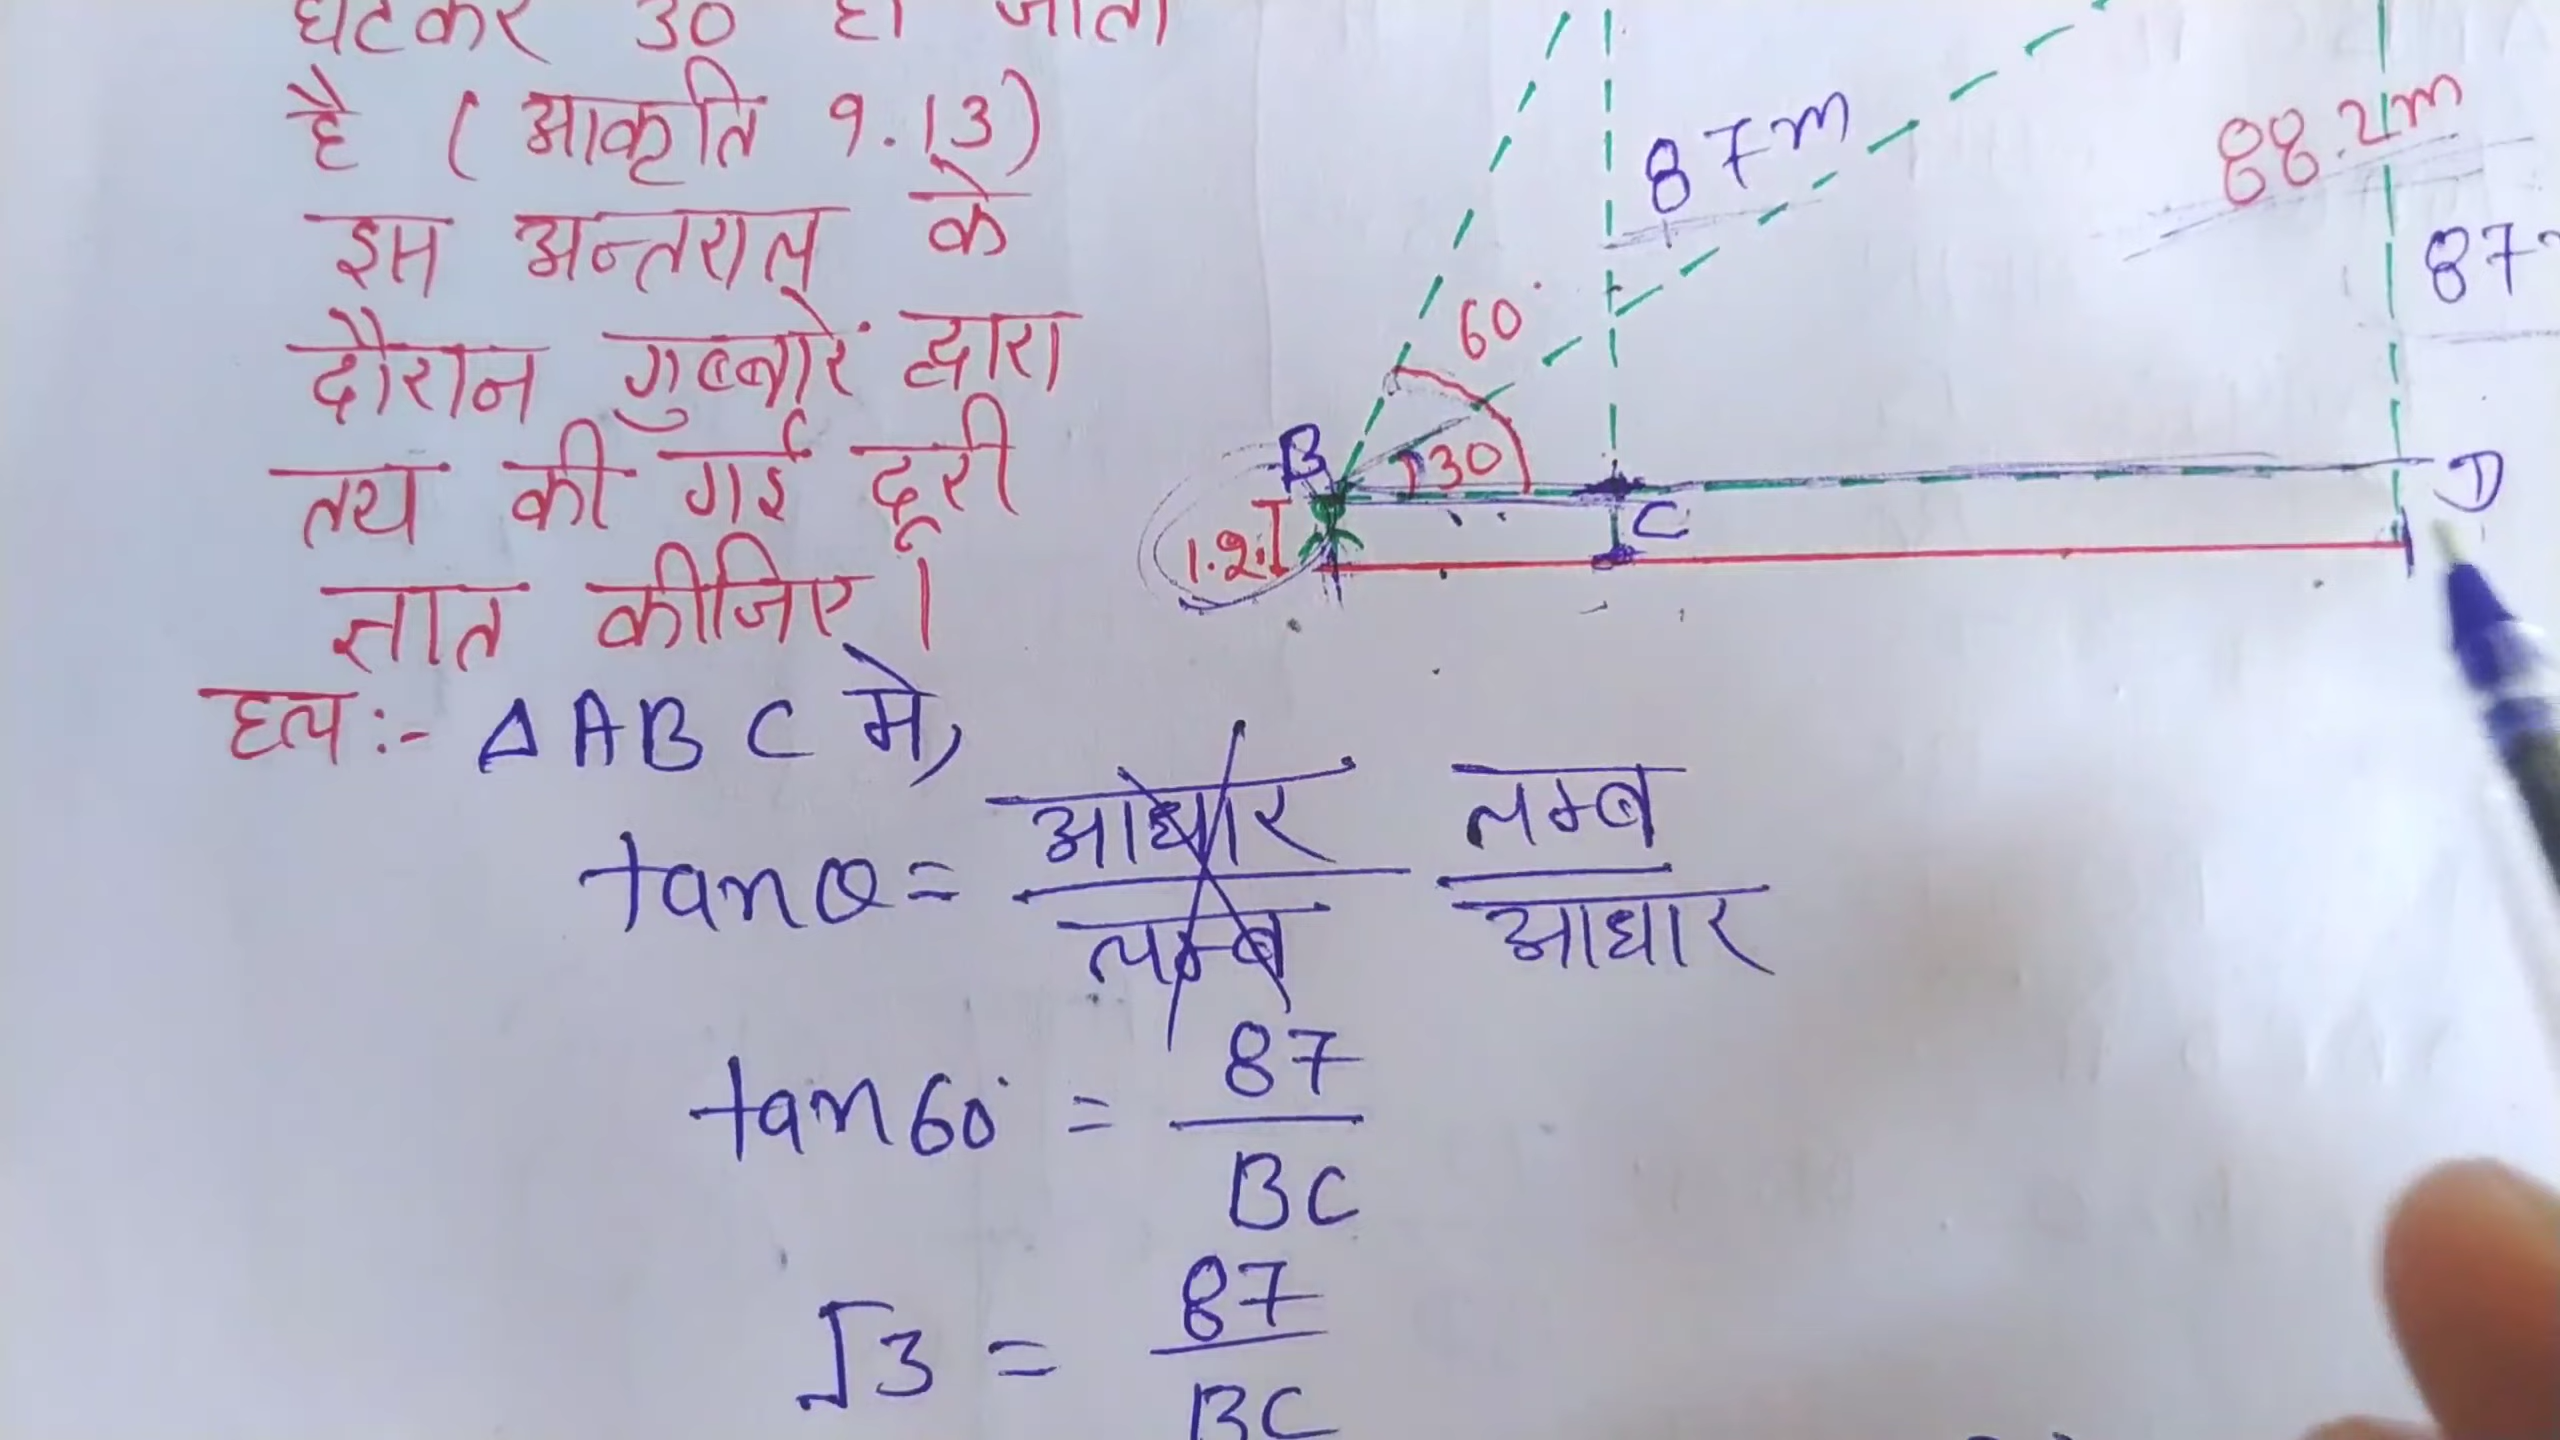 घटकर 30 हो जाता
है (आकृति 9.13)
इस अन्तराल के
दौरान गुब्बारें द्वारा
तय की गई दूरी
ज्ञात कीजिए।
87m
88.2m
87
60°
30
B
C
D
1.2
हल :- ΔABC मे,
tanθ = आधार/लम्ब लम्ब/आधार
tan60° = 87/BC
√3 = 87/BC